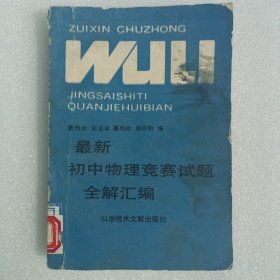 ZUIXIN CHUZHONG
WULI
JINGSAISHITI
QUANJIEHUIBIAN
编
最新
初中物理竞赛试题
全解汇编
科学技术文献出版社